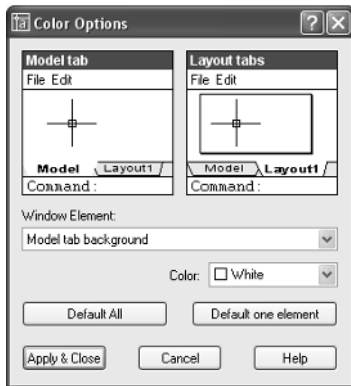 Color Options
Model tab
File Edit
Model Layout1
Command:
Layout tabs
File Edit
Model Layout1
Command:
Window Element:
Model tab background
Color: White
Default All
Default one element
Apply & Close
Cancel
Help